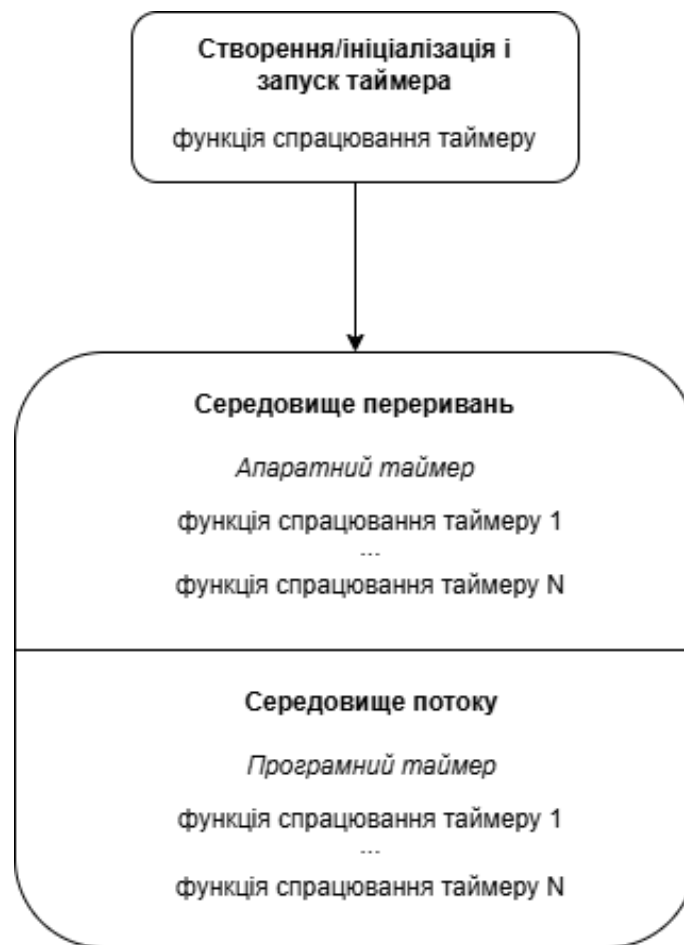 Створення/ініціалізація і
запуск таймера
функція спрацювання таймеру
Середовище переривань
Апаратний таймер
функція спрацювання таймеру 1
...
функція спрацювання таймеру N
Середовище потоку
Програмний таймер
функція спрацювання таймеру 1
...
функція спрацювання таймеру N